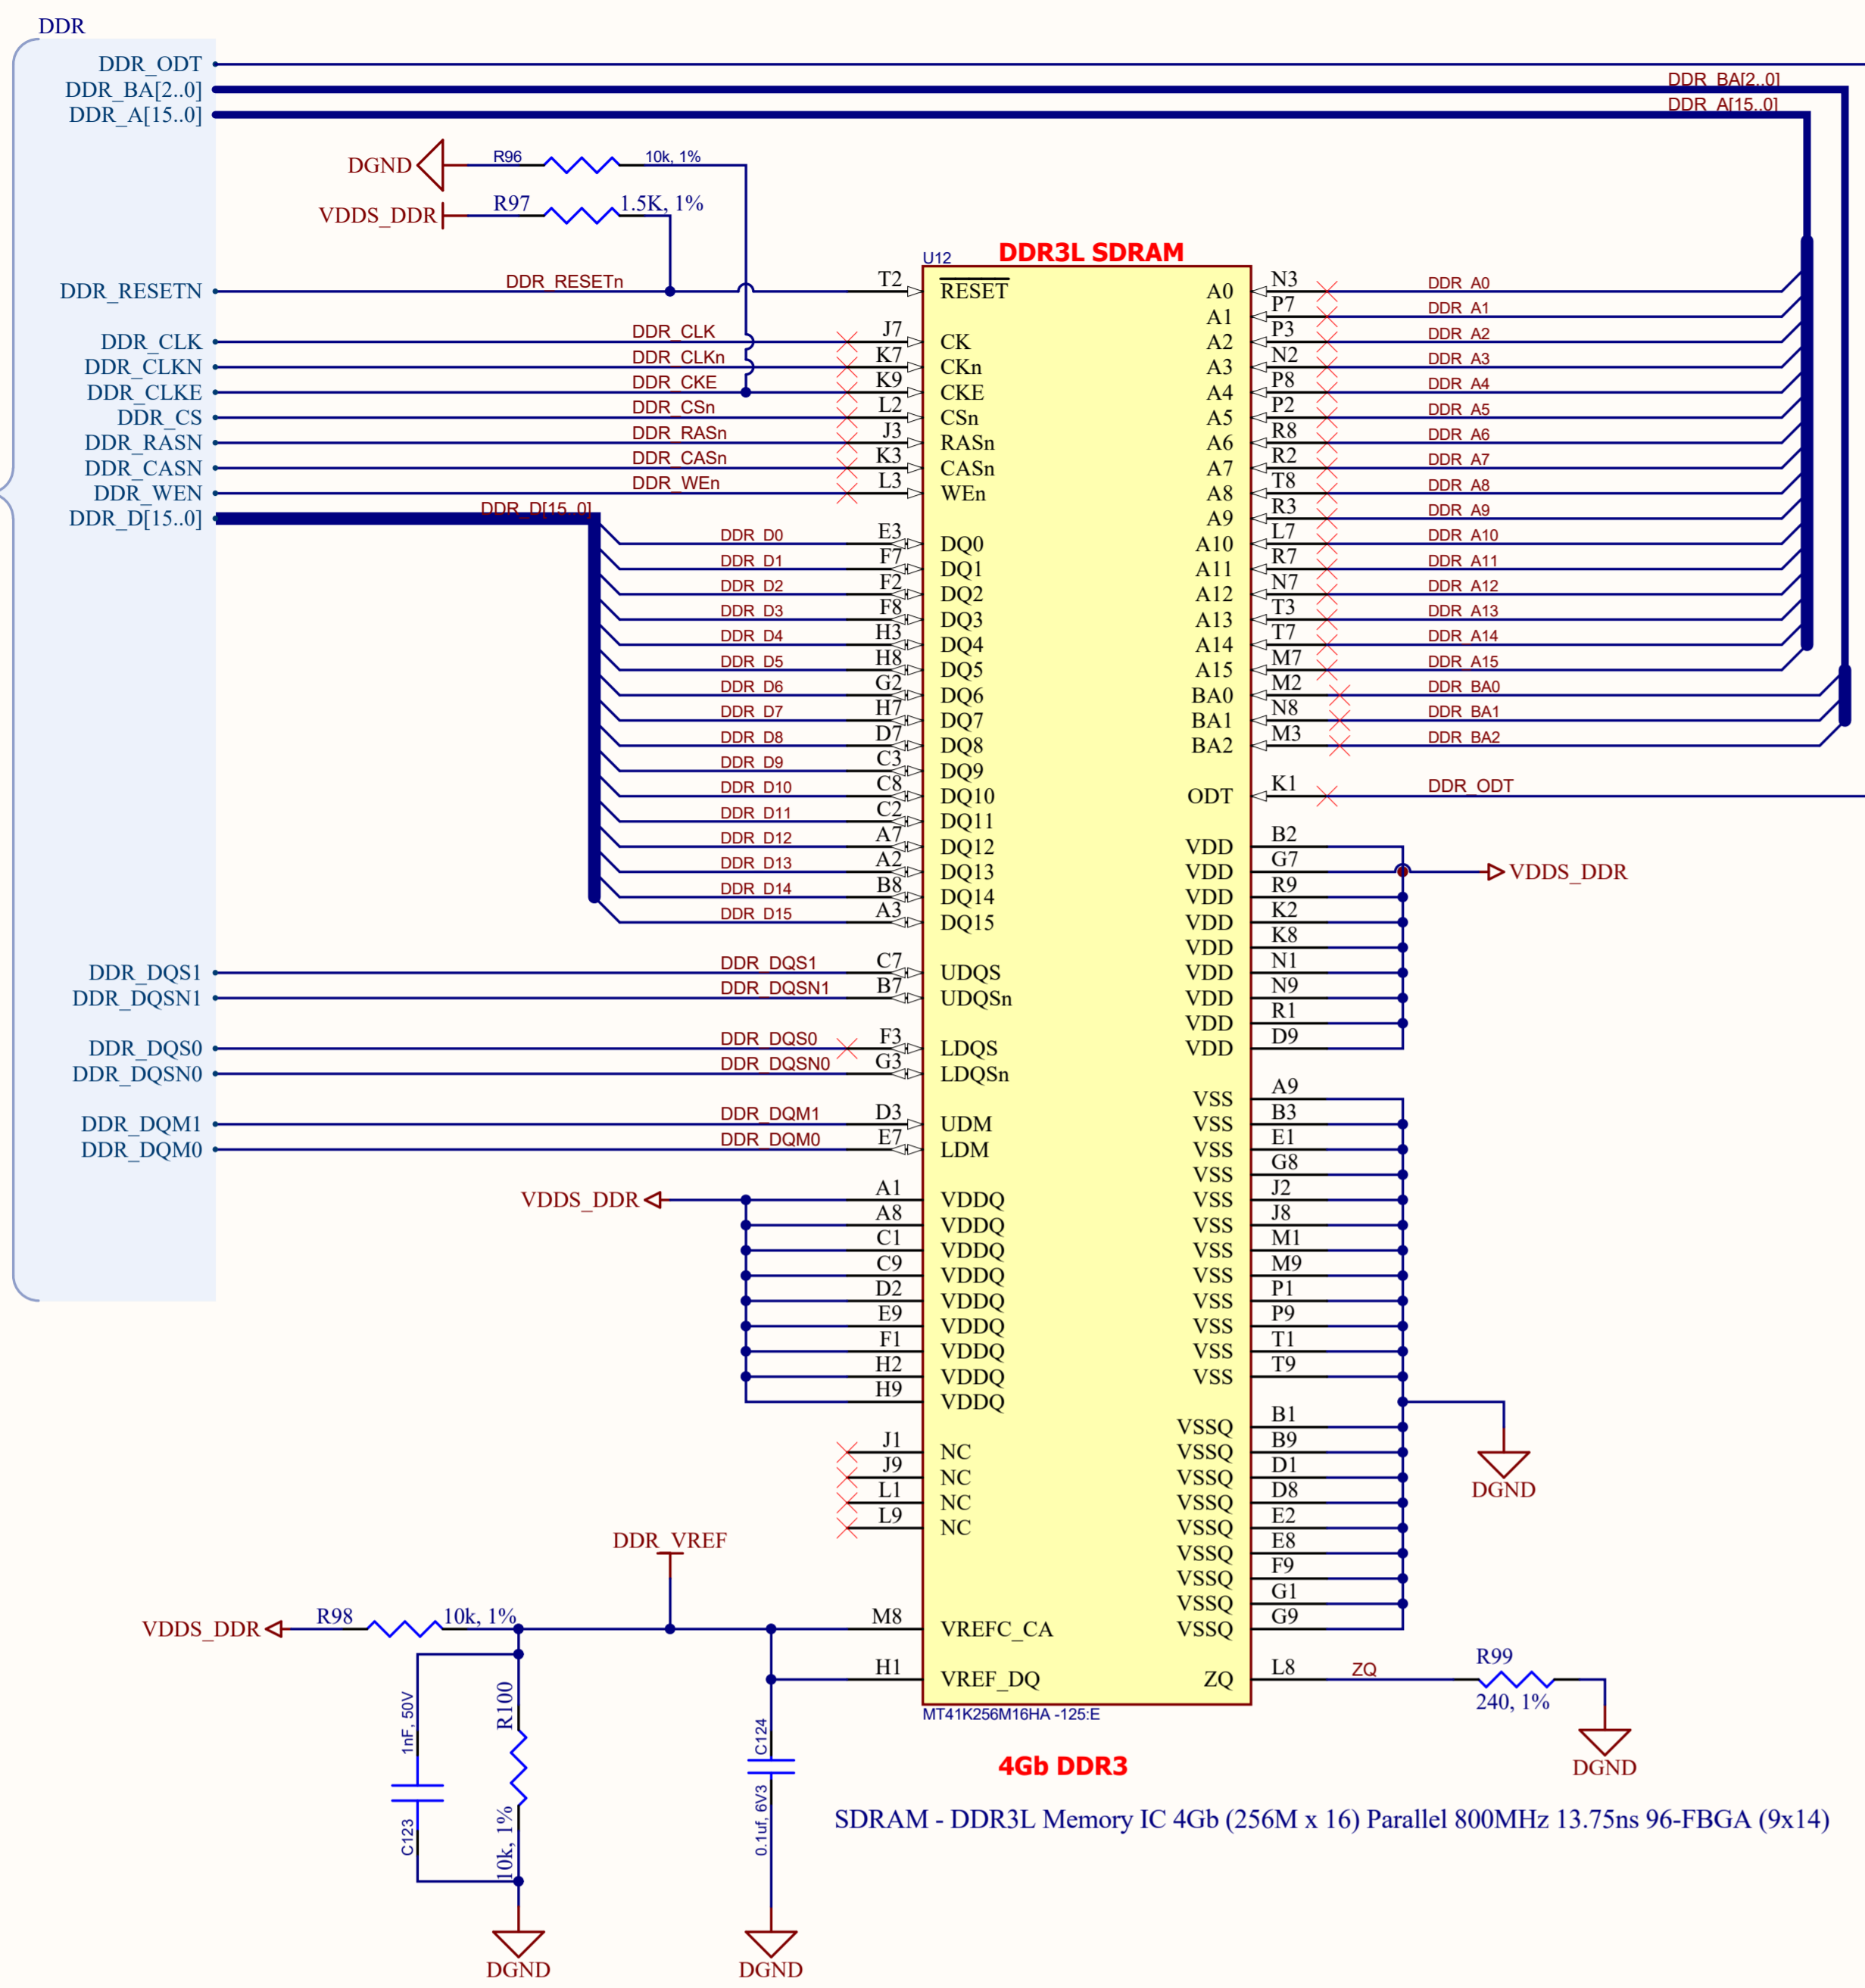 DDR
DDR_ODT
DDR_BA[2..0]
DDR_A[15..0]
DDR_BA[2..0]
DDR_A[15..0]
DGND
R96
10k, 1%
VDDS_DDR
R97
1.5K, 1%
DDR_RESETN
DDR_CLK
DDR_CLKN
DDR_CLKE
DDR_CS
DDR_RASN
DDR_CASN
DDR_WEN
DDR_D[15..0]
DDR_DQS1
DDR_DQSN1
DDR_DQS0
DDR_DQSN0
DDR_DQM1
DDR_DQM0
DDR_RESETn
DDR_CLK
DDR_CLKn
DDR_CKE
DDR_CSn
DDR_RASn
DDR_CASn
DDR_WEn
DDR_D[15..0]
DDR_D0
DDR_D1
DDR_D2
DDR_D3
DDR_D4
DDR_D5
DDR_D6
DDR_D7
DDR_D8
DDR_D9
DDR_D10
DDR_D11
DDR_D12
DDR_D13
DDR_D14
DDR_D15
DDR_DQS1
DDR_DQSN1
DDR_DQS0
DDR_DQSN0
DDR_DQM1
DDR_DQM0
VDDS_DDR
U12
DDR3L SDRAM
T2 RESET
J7 CK
K7 CKn
K9 CKE
L2 CSn
J3 RASn
K3 CASn
L3 WEn
E3 DQ0
F7 DQ1
F2 DQ2
F8 DQ3
H3 DQ4
H8 DQ5
G2 DQ6
H7 DQ7
D7 DQ8
C3 DQ9
C8 DQ10
C2 DQ11
A7 DQ12
A2 DQ13
B8 DQ14
A3 DQ15
C7 UDQS
B7 UDQSn
F3 LDQS
G3 LDQSn
D3 UDM
E7 LDM
A1 VDDQ
A8 VDDQ
C1 VDDQ
C9 VDDQ
D2 VDDQ
E9 VDDQ
F1 VDDQ
H2 VDDQ
H9 VDDQ
J1 NC
J9 NC
L1 NC
L9 NC
M8 VREFC_CA
H1 VREF_DQ
A0 N3 DDR_A0
A1 P7 DDR_A1
A2 P3 DDR_A2
A3 N2 DDR_A3
A4 P8 DDR_A4
A5 P2 DDR_A5
A6 R8 DDR_A6
A7 R2 DDR_A7
A8 T8 DDR_A8
A9 R3 DDR_A9
A10 L7 DDR_A10
A11 R7 DDR_A11
A12 N7 DDR_A12
A13 T3 DDR_A13
A14 T7 DDR_A14
A15 M7 DDR_A15
BA0 M2 DDR_BA0
BA1 N8 DDR_BA1
BA2 M3 DDR_BA2
ODT K1 DDR_ODT
VDD B2
VDD G7 VDDS_DDR
VDD R9
VDD K2
VDD K8
VDD N1
VDD N9
VDD R1
VDD D9
VSS A9
VSS B3
VSS E1
VSS G8
VSS J2
VSS J8
VSS M1
VSS M9
VSS P1
VSS P9
VSS T1
VSS T9
VSSQ B1
VSSQ B9
VSSQ D1
VSSQ D8
VSSQ E2
VSSQ E8
VSSQ F9
VSSQ G1
VSSQ G9
DGND
ZQ L8 ZQ
R99
240, 1%
DGND
MT41K256M16HA -125:E
DDR_VREF
VDDS_DDR
R98
10k, 1%
1nF, 50V
C123
R100
10k, 1%
C124
0.1uf, 6V3
DGND
DGND
4Gb DDR3
SDRAM - DDR3L Memory IC 4Gb (256M x 16) Parallel 800MHz 13.75ns 96-FBGA (9x14)